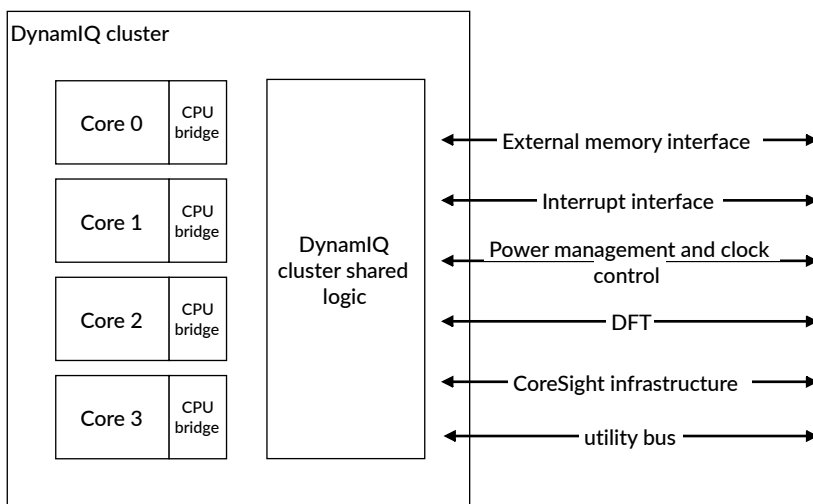 DynamIQ cluster
Core 0
CPU
bridge
Core 1
CPU
bridge
Core 2
CPU
bridge
Core 3
CPU
bridge
DynamIQ
cluster shared
logic
External memory interface
Interrupt interface
Power management and clock
control
DFT
CoreSight infrastructure
utility bus